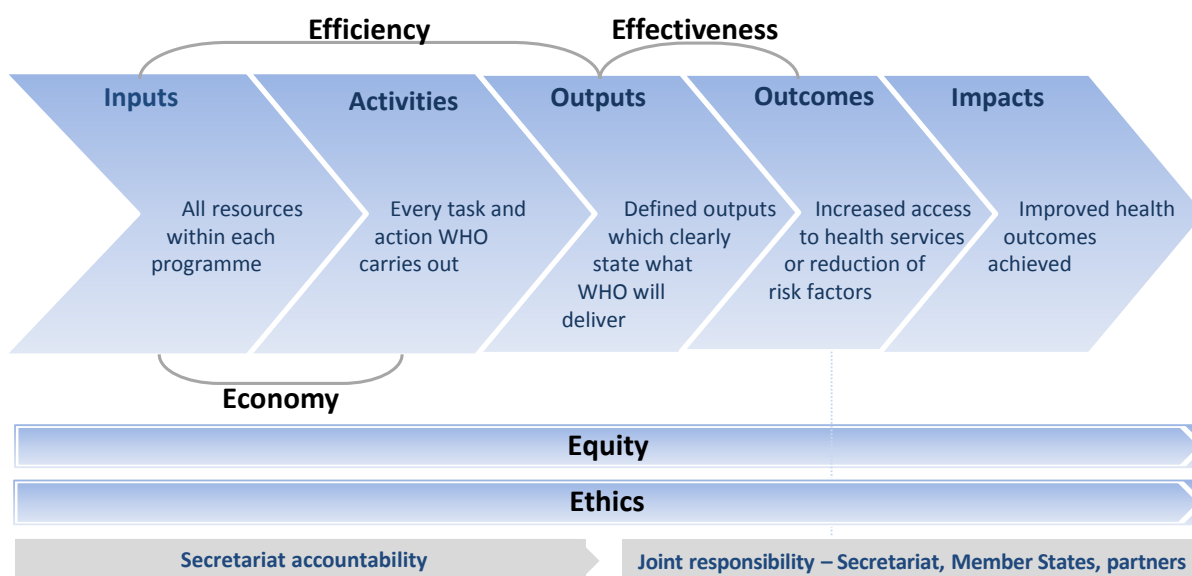 Efficiency
Effectiveness
Inputs
Activities
Outputs
Outcomes
Impacts
All resources
within each
programme
Every task and
action WHO
carries out
Defined outputs
which clearly
state what
WHO will
deliver
Increased access
to health services
or reduction of
risk factors
Improved health
outcomes
achieved
Economy
Equity
Ethics
Secretariat accountability
Joint responsibility – Secretariat, Member States, partners